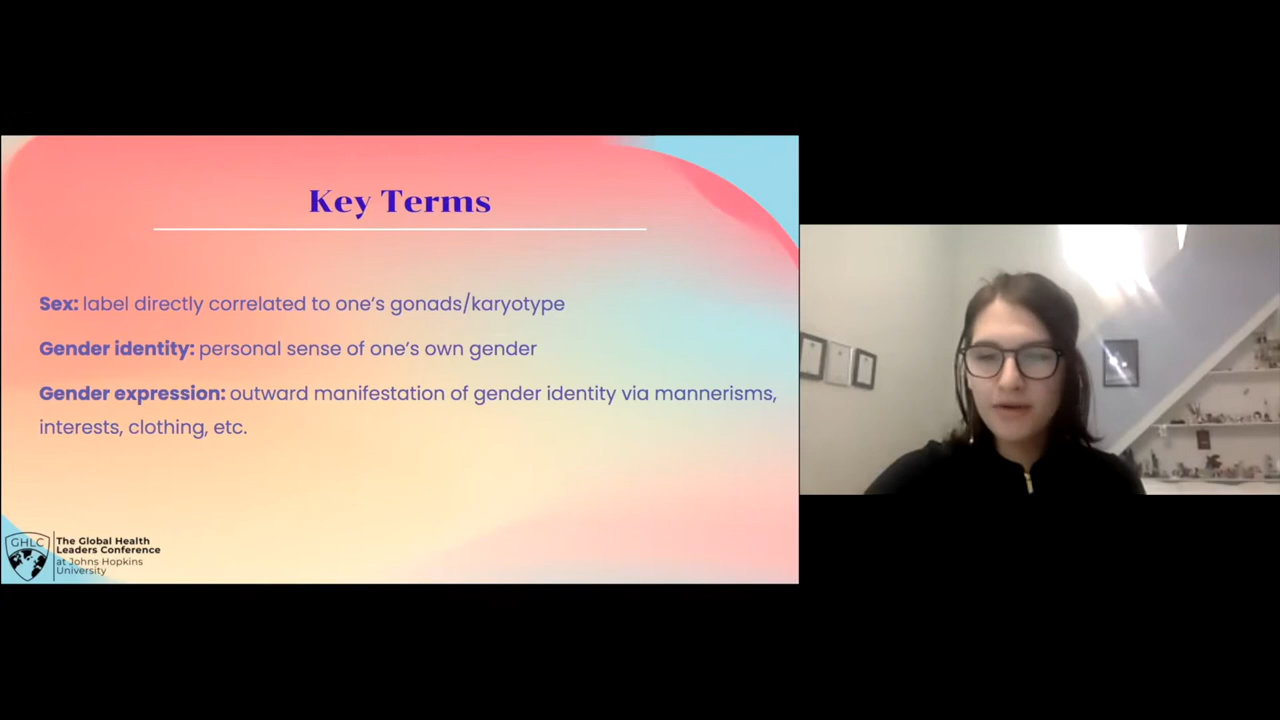 Key Terms
Sex: label directly correlated to one's gonads/karyotype
Gender identity: personal sense of one's own gender
Gender expression: outward manifestation of gender identity via mannerisms,
interests, clothing, etc.
GHLC
The Global Health
Leaders Conference
at Johns Hopkins
University